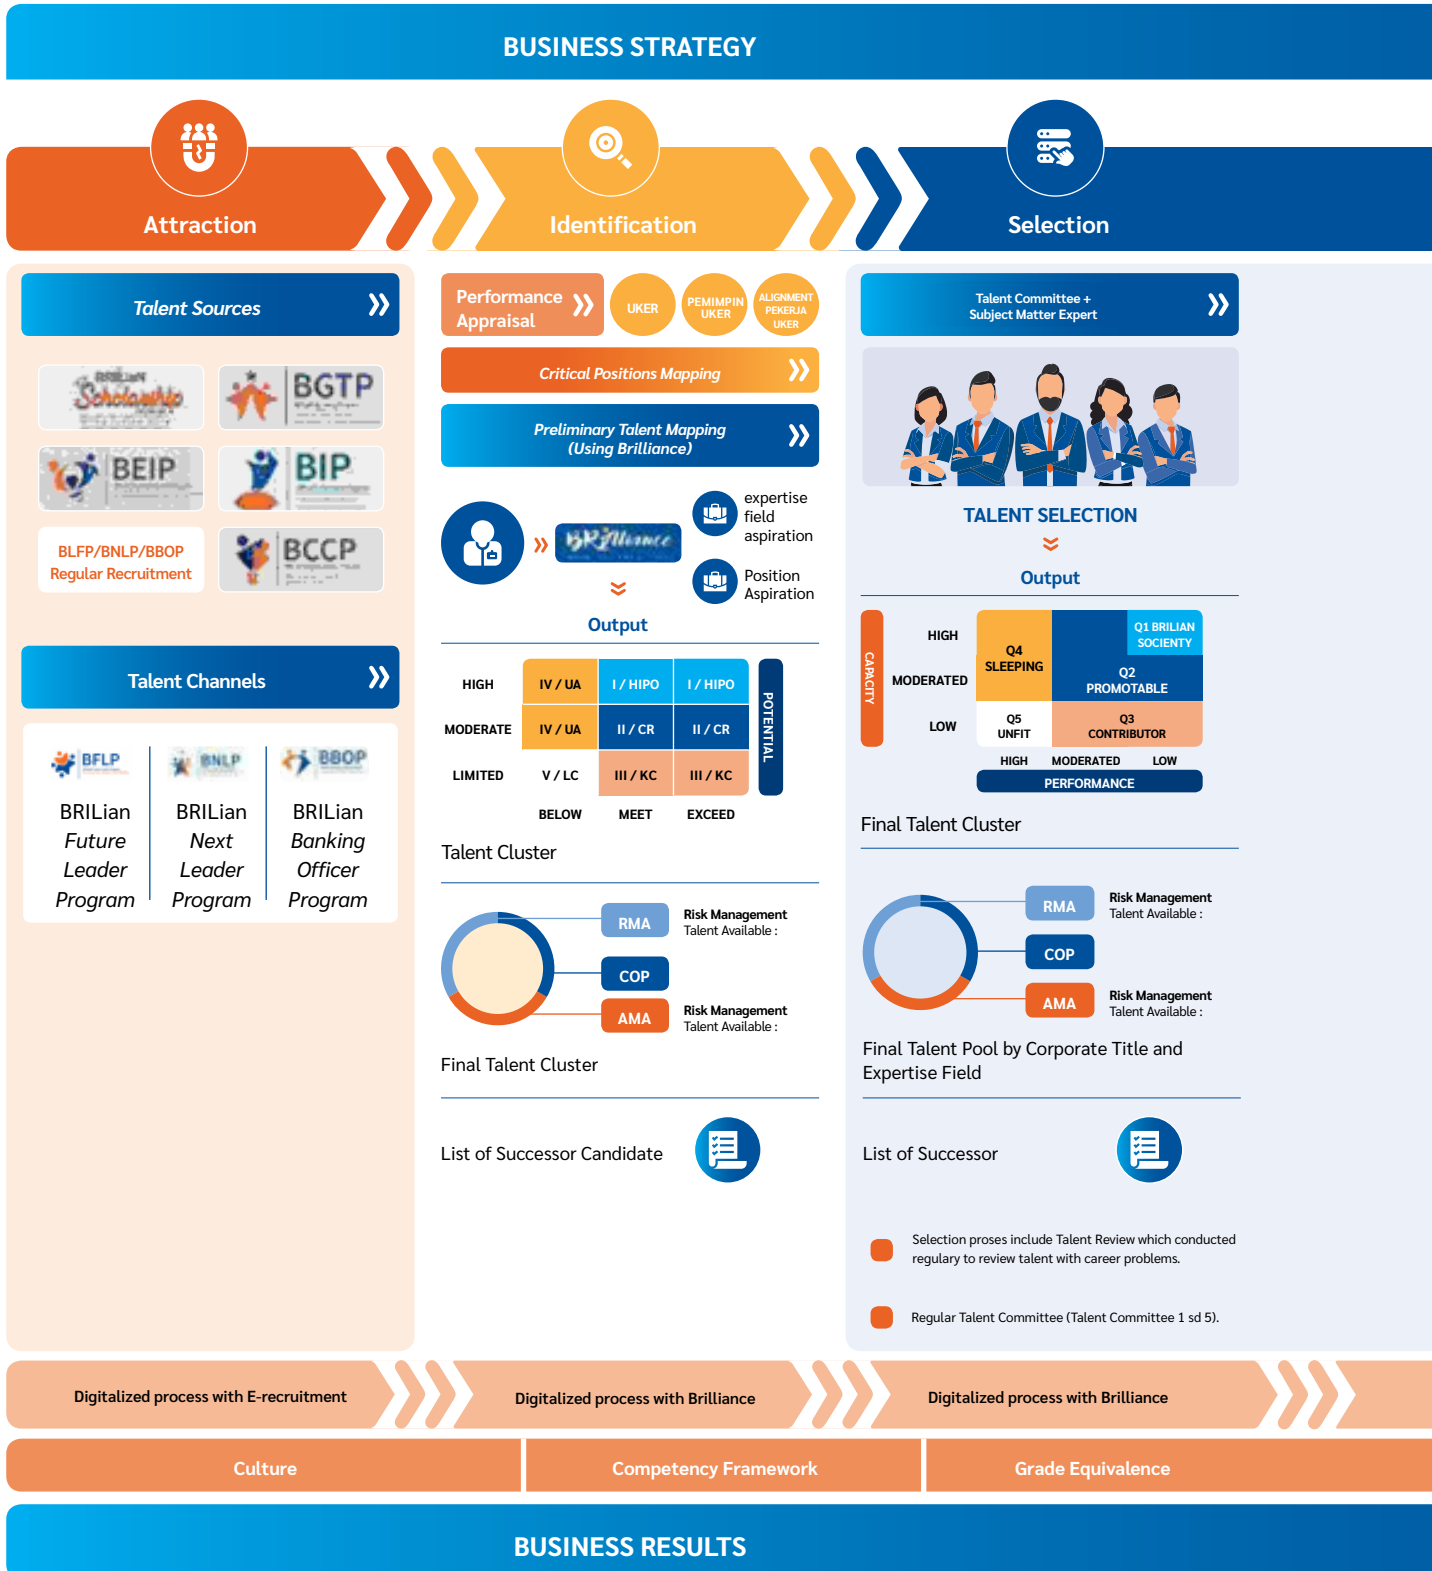 BUSINESS STRATEGY
Attraction
Identification
Selection
Talent Sources
BRILiaN
Scholarship
BGTP
BEIP
BIP
BLFP/BNLP/BBOP
Regular Recruitment
BCCP
Talent Channels
BFLP
BNLP
BBOP
BRILian
Future
Leader
Program
BRILian
Next
Leader
Program
BRILian
Banking
Officer
Program
Performance
Appraisal
UKER
PEMIMPIN
UKER
ALIGNMENT
PEKERJA
UKER
Critical Positions Mapping
Preliminary Talent Mapping
(Using Brilliance)
BRIlliance
expertise
field
aspiration
Position
Aspiration
Output
HIGH
IV / UA
I / HIPO
I / HIPO
MODERATE
IV / UA
II / CR
II / CR
LIMITED
V / LC
III / KC
III / KC
POTENTIAL
BELOW
MEET
EXCEED
Talent Cluster
RMA
Risk Management
Talent Available :
COP
AMA
Risk Management
Talent Available :
Final Talent Cluster
List of Successor Candidate
Talent Committee +
Subject Matter Expert
TALENT SELECTION
Output
CAPACITY
HIGH
MODERATED
LOW
Q4
SLEEPING
Q1 BRILIAN
SOCIENTY
Q2
PROMOTABLE
Q5
UNFIT
Q3
CONTRIBUTOR
HIGH
MODERATED
LOW
PERFORMANCE
Final Talent Cluster
RMA
Risk Management
Talent Available :
COP
AMA
Risk Management
Talent Available :
Final Talent Pool by Corporate Title and
Expertise Field
List of Successor
Selection proses include Talent Review which conducted
regulary to review talent with career problems.
Regular Talent Committee (Talent Committee 1 sd 5).
Digitalized process with E-recruitment
Digitalized process with Brilliance
Digitalized process with Brilliance
Culture
Competency Framework
Grade Equivalence
BUSINESS RESULTS